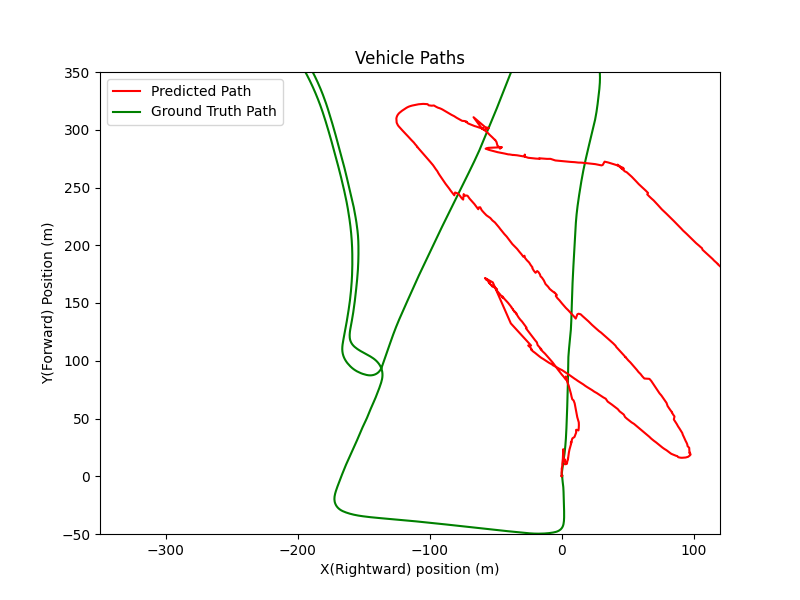 Vehicle Paths
Predicted Path
Ground Truth Path
350
300
250
200
150
100
50
0
−50
−300
−200
−100
0
100
Y(Forward) Position (m)
X(Rightward) position (m)